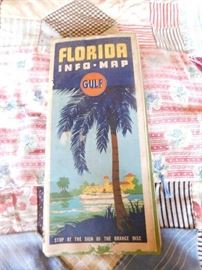 FLORIDA
INFO-MAP
GULF
STOP AT THE SIGN OF THE ORANGE DISC